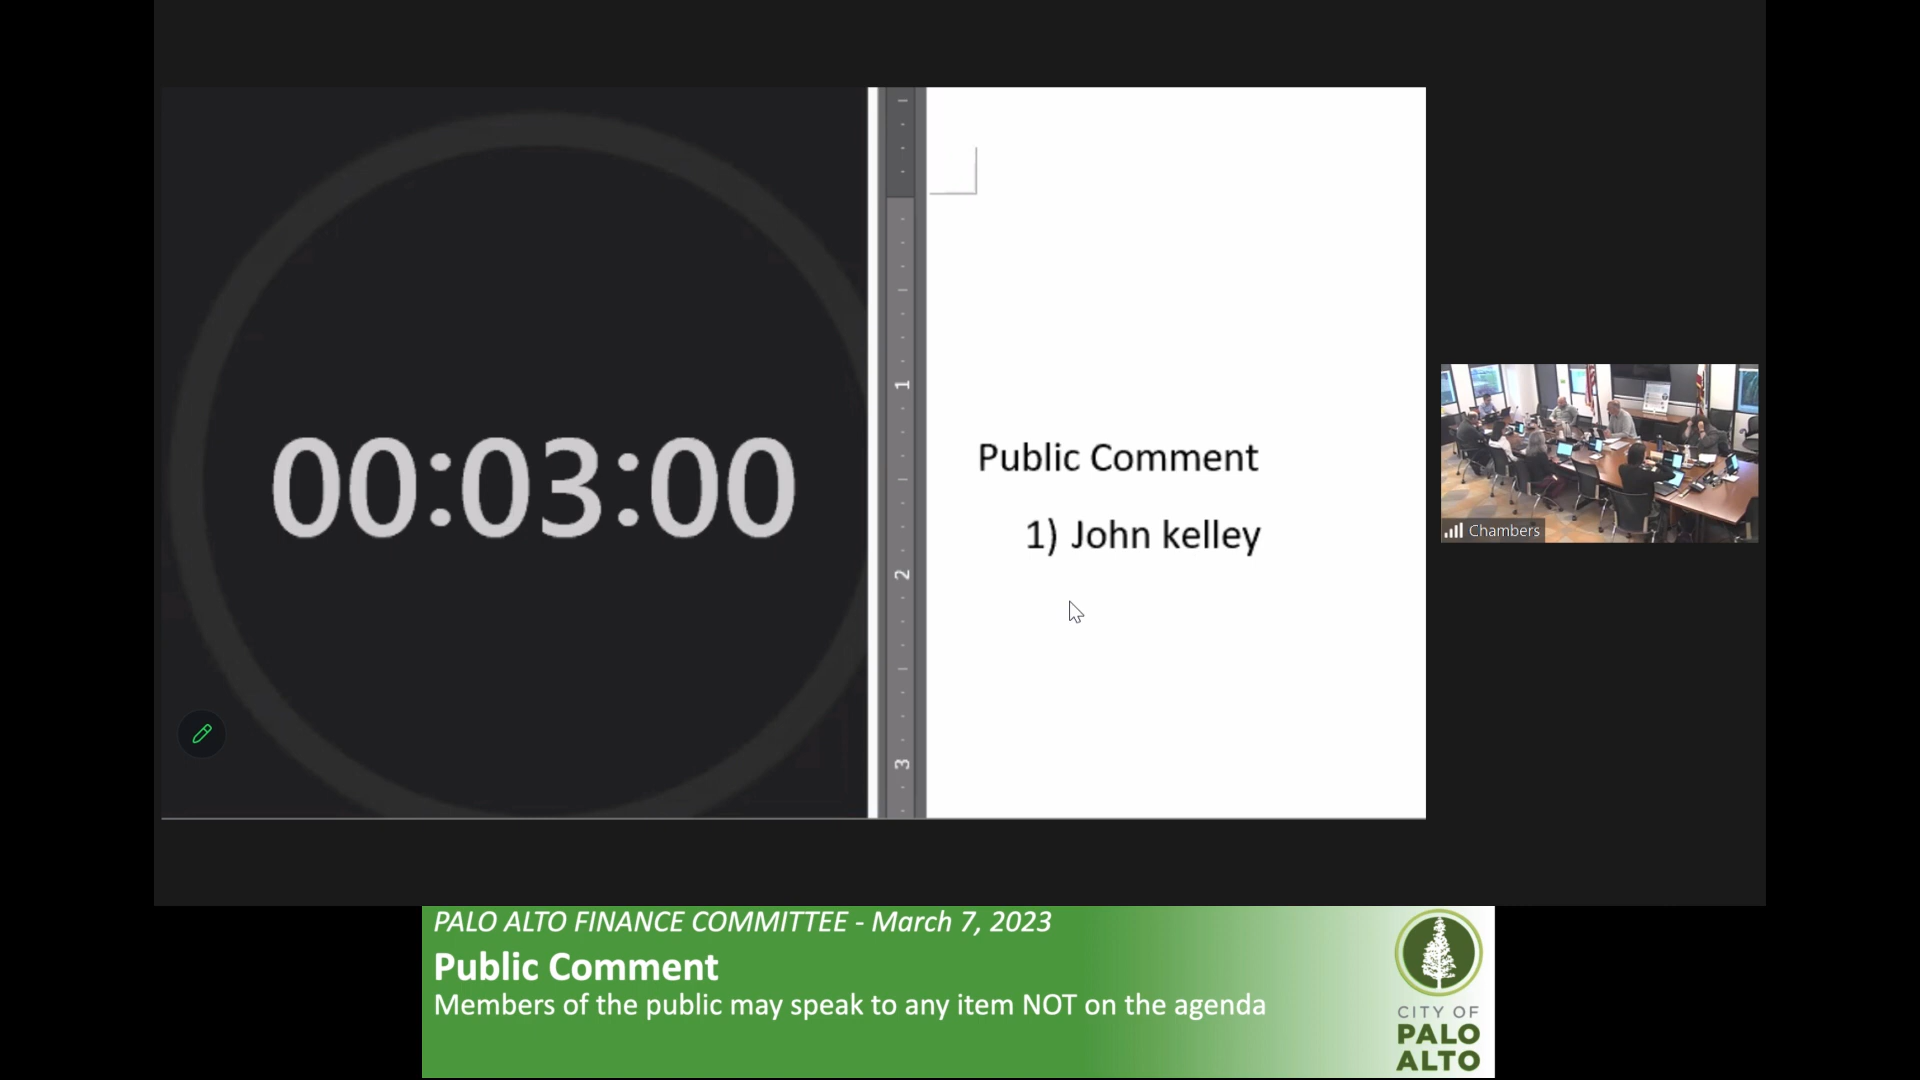 00:03:00
1
2
3
Public Comment
1) John kelley
Chambers
PALO ALTO FINANCE COMMITTEE - March 7, 2023
Public Comment
Members of the public may speak to any item NOT on the agenda
CITY OF
PALO
ALTO